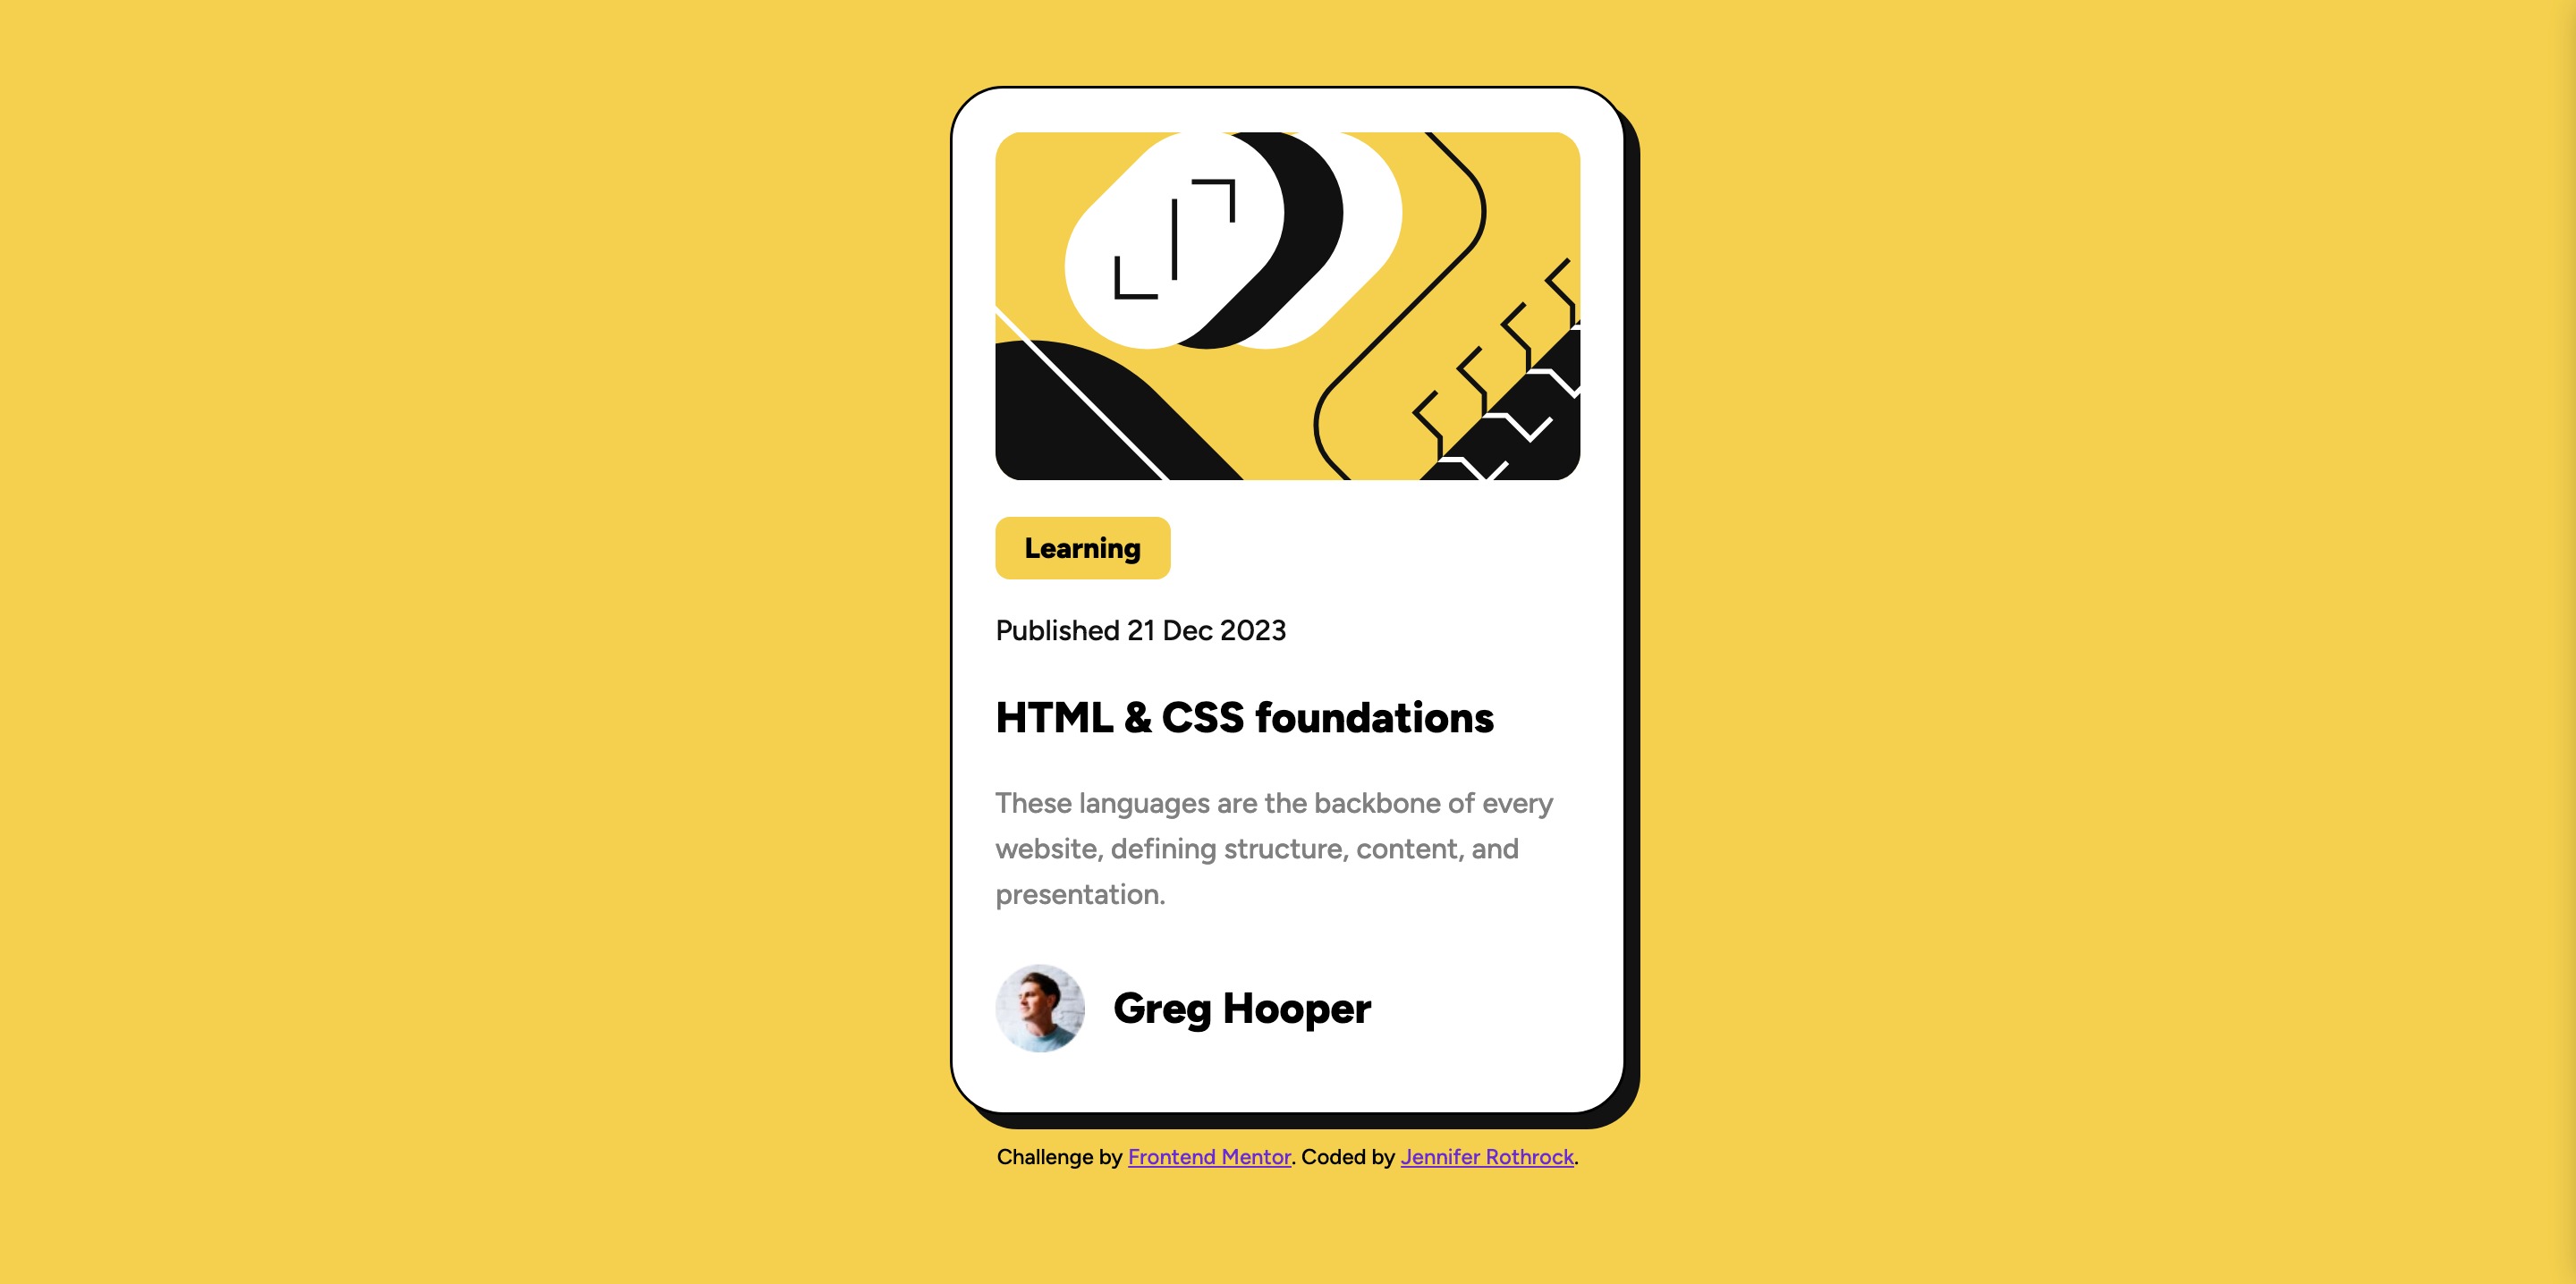 Learning
Published 21 Dec 2023
HTML & CSS foundations
These languages are the backbone of every
website, defining structure, content, and
presentation.
Greg Hooper
Challenge by Frontend Mentor. Coded by Jennifer Rothrock.